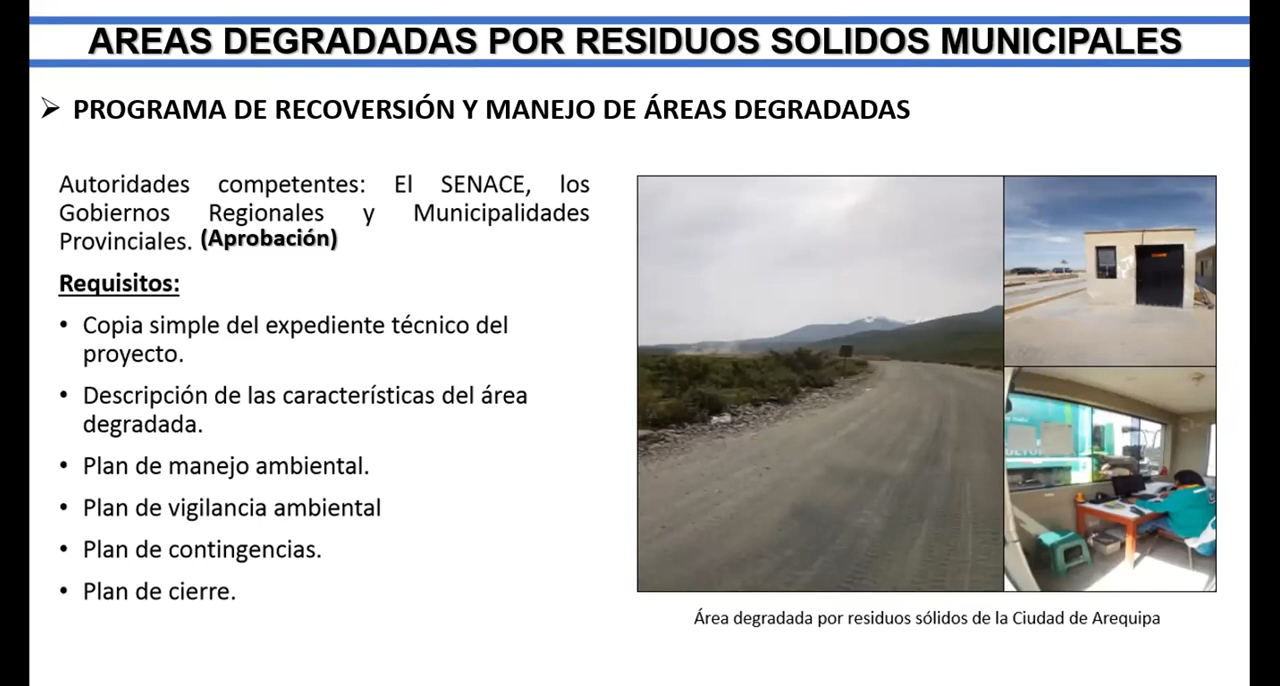 AREAS DEGRADADAS POR RESIDUOS SOLIDOS MUNICIPALES
PROGRAMA DE RECOVERSIÓN Y MANEJO DE ÁREAS DEGRADADAS
Autoridades competentes: El SENACE, los
Gobiernos Regionales y Municipalidades
Provinciales. (Aprobación)
Requisitos:
• Copia simple del expediente técnico del
proyecto.
• Descripción de las características del área
degradada.
• Plan de manejo ambiental.
• Plan de vigilancia ambiental
• Plan de contingencias.
• Plan de cierre.
Área degradada por residuos sólidos de la Ciudad de Arequipa